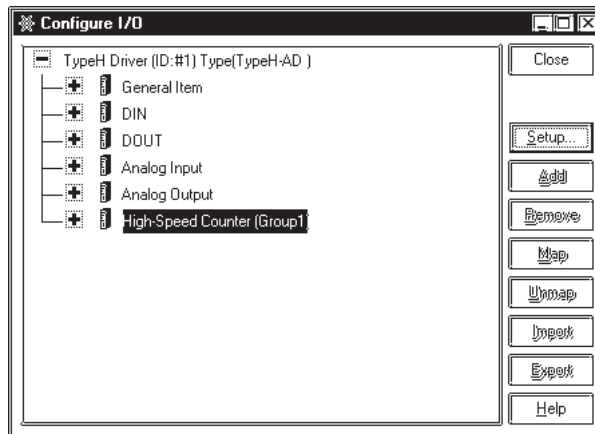 Configure I/O
TypeH Driver (ID:#1) Type(TypeH-AD )
General Item
DIN
DOUT
Analog Input
Analog Output
High-Speed Counter (Group1)
Close
Setup...
Add
Remove
Map
Unmap
Import
Export
Help